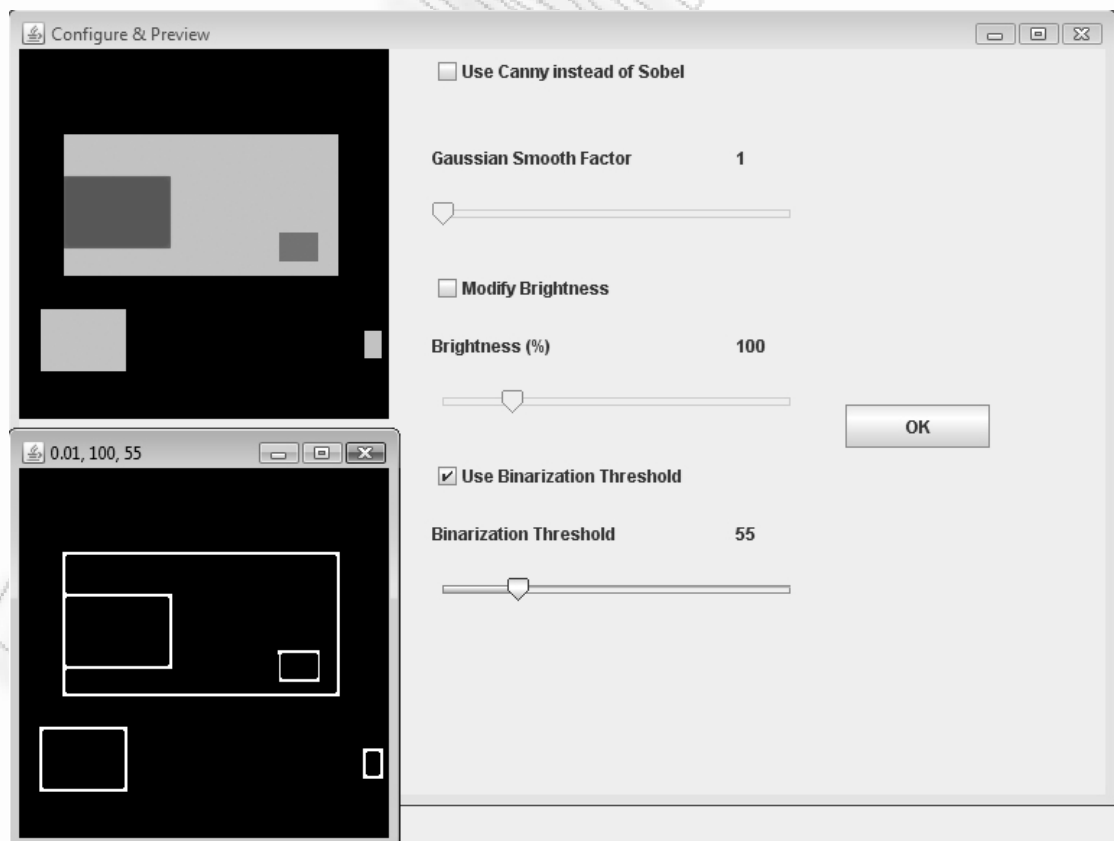 Configure & Preview
Use Canny instead of Sobel
Gaussian Smooth Factor 1
Modify Brightness
Brightness (%) 100
OK
0.01, 100, 55
Use Binarization Threshold
Binarization Threshold 55